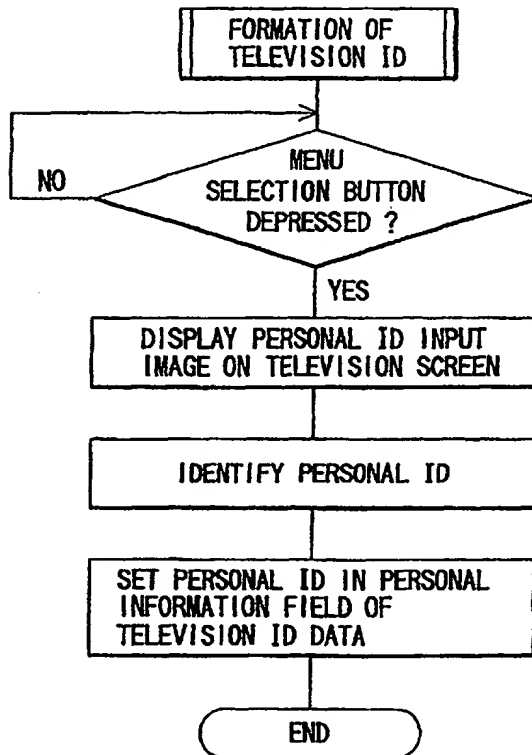 FORMATION OF
TELEVISION ID
MENU
SELECTION BUTTON
DEPRESSED ?
NO
YES
DISPLAY PERSONAL ID INPUT
IMAGE ON TELEVISION SCREEN
IDENTIFY PERSONAL ID
SET PERSONAL ID IN PERSONAL
INFORMATION FIELD OF
TELEVISION ID DATA
END